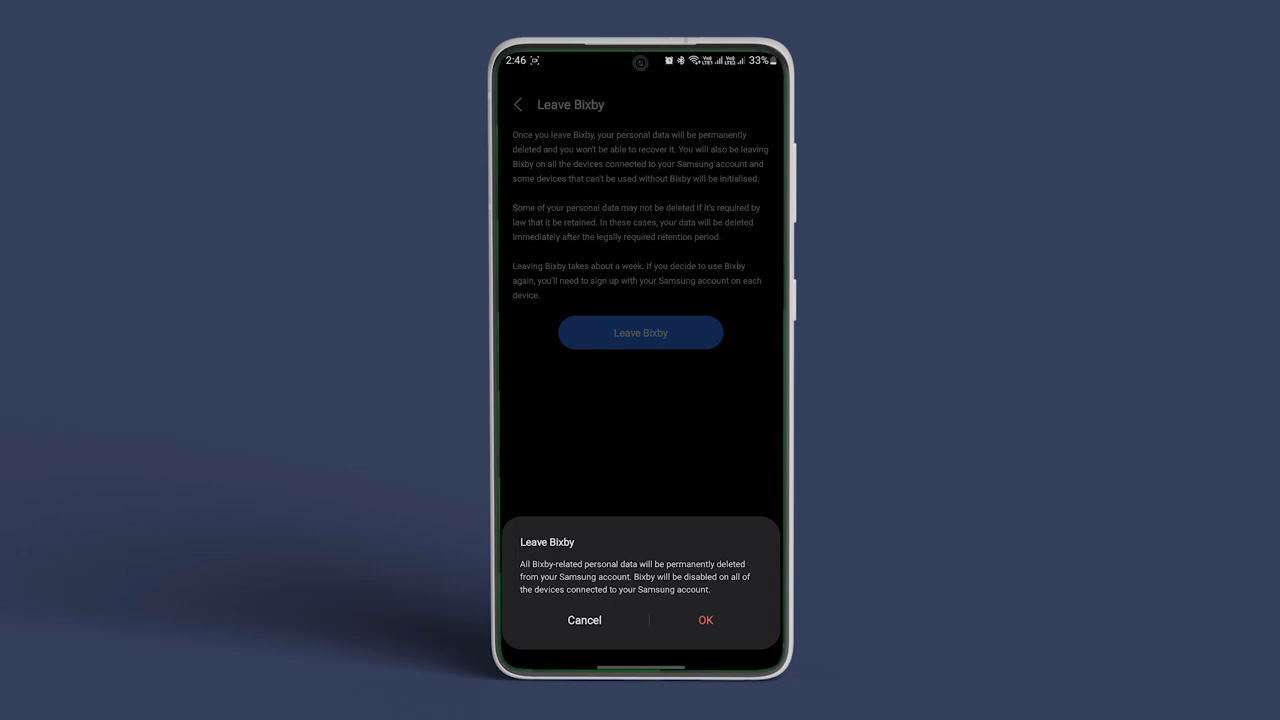 2:46
33%
Leave Bixby
Once you leave Bixby, your personal data will be permanently
deleted and you won't be able to recover it. You will also be leaving
Bixby on all the devices connected to your Samsung account and
some devices that can't be used without Bixby will be initialised.
Some of your personal data may not be deleted if it's required by
law that it be retained. In these cases, your data will be deleted
immediately after the legally required retention period.
Leaving Bixby takes about a week. If you decide to use Bixby
again, you'll need to sign up with your Samsung account on each
device.
Leave Bixby
Leave Bixby
All Bixby-related personal data will be permanently deleted
from your Samsung account. Bixby will be disabled on all of
the devices connected to your Samsung account.
Cancel
OK